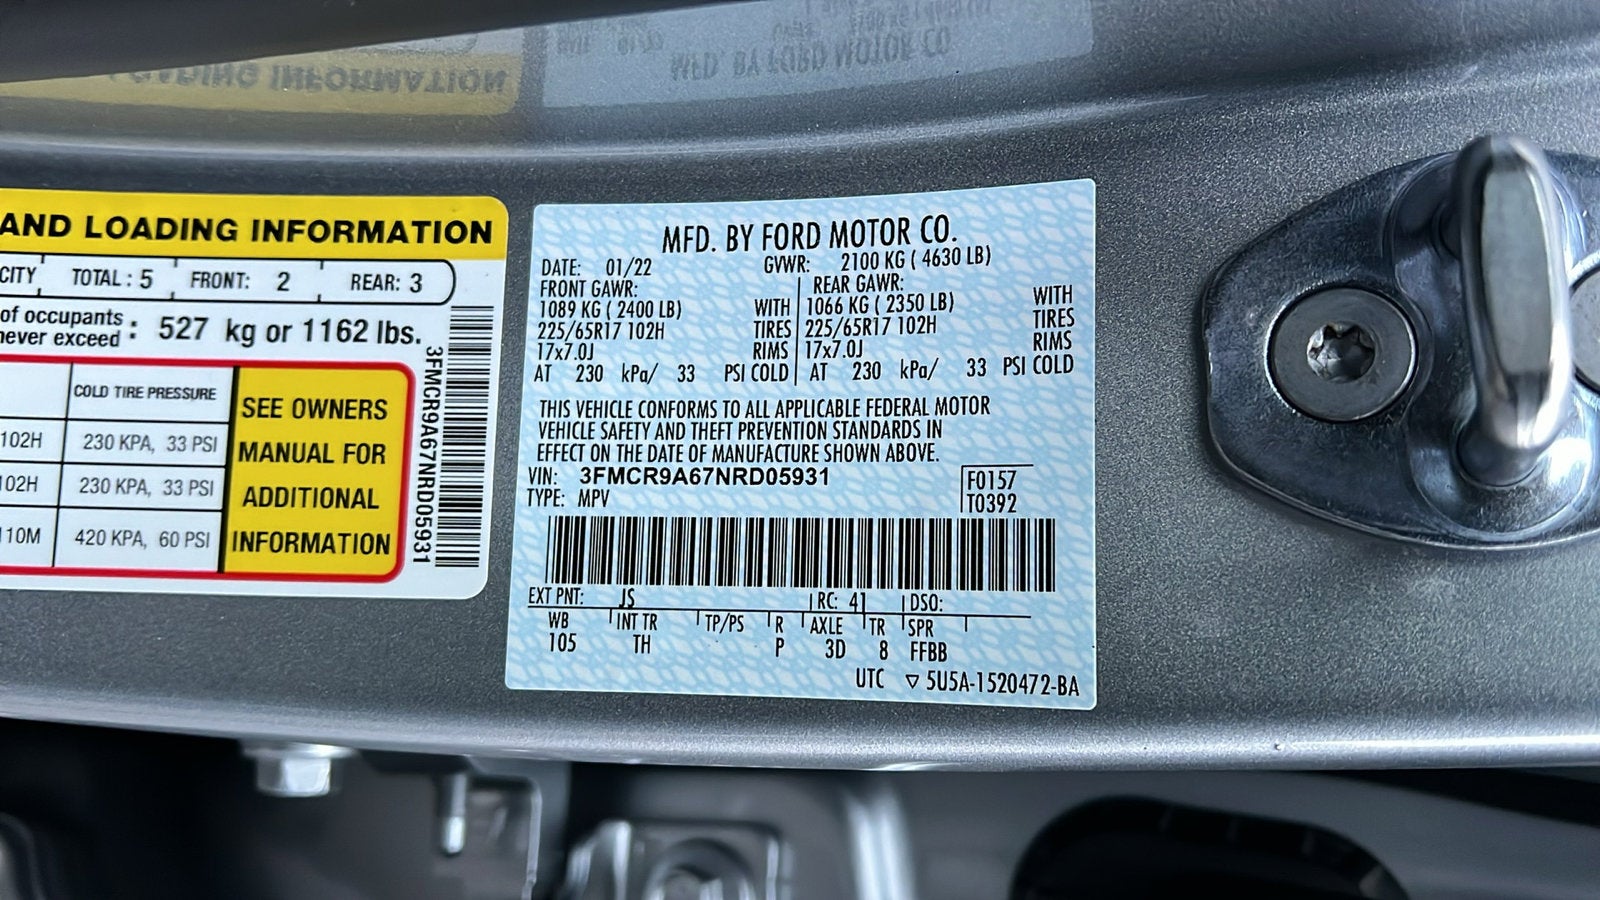 AND LOADING INFORMATION
CITY TOTAL: 5 FRONT: 2 REAR: 3
of occupants
never exceed : 527 kg or 1162 lbs.
COLD TIRE PRESSURE
102H 230 KPA, 33 PSI
02H 230 KPA, 33 PSI
110M 420 KPA, 60 PSI
SEE OWNERS
MANUAL FOR
ADDITIONAL
INFORMATION
3FMCR9A67NRD05931
MFD. BY FORD MOTOR CO.
DATE: 01/22 GVWR: 2100 KG ( 4630 LB)
FRONT GAWR: REAR GAWR:
1089 KG ( 2400 LB) WITH 1066 KG ( 2350 LB) WITH
225/65R17 102H TIRES 225/65R17 102H TIRES
17x7.0J RIMS 17x7.0J RIMS
AT 230 kPa/ 33 PSI COLD AT 230 kPa/ 33 PSI COLD
THIS VEHICLE CONFORMS TO ALL APPLICABLE FEDERAL MOTOR
VEHICLE SAFETY AND THEFT PREVENTION STANDARDS IN
EFFECT ON THE DATE OF MANUFACTURE SHOWN ABOVE.
VIN: 3FMCR9A67NRD05931 F0157
TYPE: MPV T0392
EXT PNT: JS RC: 41 DSO:
WB INT TR TP/PS R AXLE TR SPR
105 TH P 3D 8 FFBB
UTC ▽ 5U5A-1520472-BA